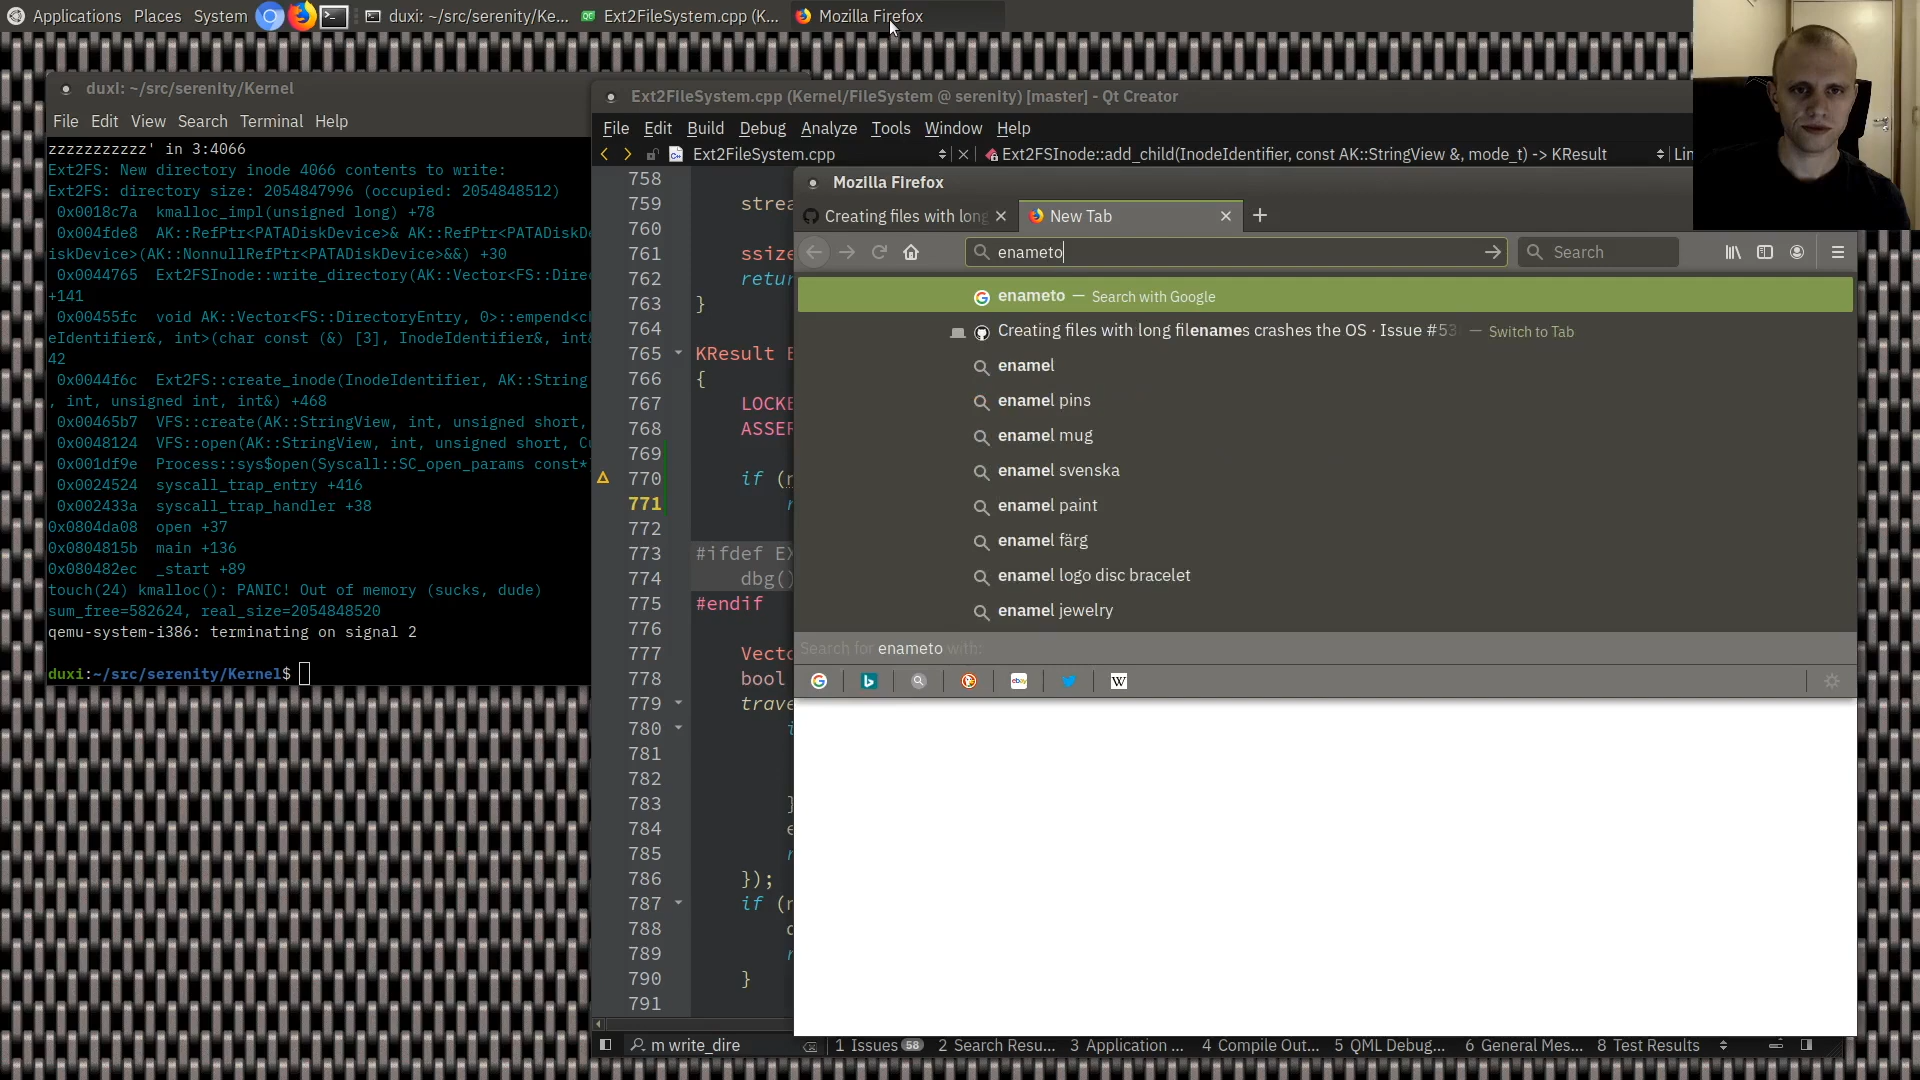 Applications Places System duxi: ~/src/serenity/Ke... Ext2FileSystem.cpp (K... Mozilla Firefox
duxi: ~/src/serenity/Kernel
File Edit View Search Terminal Help
zzzzzzzzzzz' in 3:4066
Ext2FS: New directory inode 4066 contents to write:
Ext2FS: directory size: 2054847996 (occupied: 2054848512)
0x0018c7a kmalloc_impl(unsigned long) +78
0x004fde8 AK::RefPtr<PATADiskDevice>& AK::RefPtr<PATADiskD
iskDevice>(AK::NonnullRefPtr<PATADiskDevice>&&) +30
0x0044765 Ext2FSInode::write_directory(AK::Vector<FS::Dire
+141
0x00455fc void AK::Vector<FS::DirectoryEntry, 0>::empend<c
eIdentifier&, int>(char const (&) [3], InodeIdentifier&, int
42
0x0044f6c Ext2FS::create_inode(InodeIdentifier, AK::String
, int, unsigned int, int&) +468
0x00465b7 VFS::create(AK::StringView, int, unsigned short,
0x0048124 VFS::open(AK::StringView, int, unsigned short, C
0x001df9e Process::sys$open(Syscall::SC_open_params const*
0x0024524 syscall_trap_entry +416
0x002433a syscall_trap_handler +38
0x0804da08 open +37
0x0804815b main +136
0x080482ec _start +89
touch(24) kmalloc(): PANIC! Out of memory (sucks, dude)
sum_free=582624, real_size=2054848520
qemu-system-i386: terminating on signal 2
duxi:~/src/serenity/Kernel$
Ext2FileSystem.cpp (Kernel/FileSystem @ serenity) [master] - Qt Creator
File Edit Build Debug Analyze Tools Window Help
Ext2FileSystem.cpp Ext2FSInode::add_child(InodeIdentifier, const AK::StringView &, mode_t) -> KResult Lin
758
759 strea
760
761 ssize
762 retur
763 }
764
765 KResult E
766 {
767 LOCKE
768 ASSER
769
770 if (
771
772
773 #ifdef EX
774 dbg()
775 #endif
776
777 Vecto
778 bool
779 trave
780 i
781
782
783 }
784
785
786 });
787 if (
788
789
790 }
791
Mozilla Firefox
Creating files with long New Tab
enameto Search
enameto — Search with Google
Creating files with long filenames crashes the OS · Issue #53 — Switch to Tab
enamel
enamel pins
enamel mug
enamel svenska
enamel paint
enamel färg
enamel logo disc bracelet
enamel jewelry
Search for enameto with:
m write_dire 1 Issues 58 2 Search Resu... 3 Application ... 4 Compile Out... 5 QML Debug... 6 General Mes... 8 Test Results